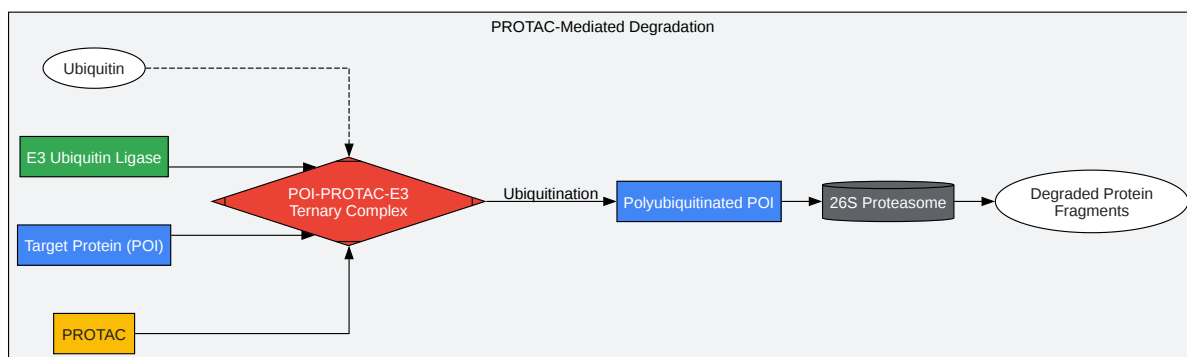 PROTAC-Mediated Degradation
Ubiquitin
E3 Ubiquitin Ligase
POI-PROTAC-E3
Ternary Complex
Ubiquitination
Polyubiquitinated POI
26S Proteasome
Degraded Protein
Fragments
Target Protein (POI)
PROTAC